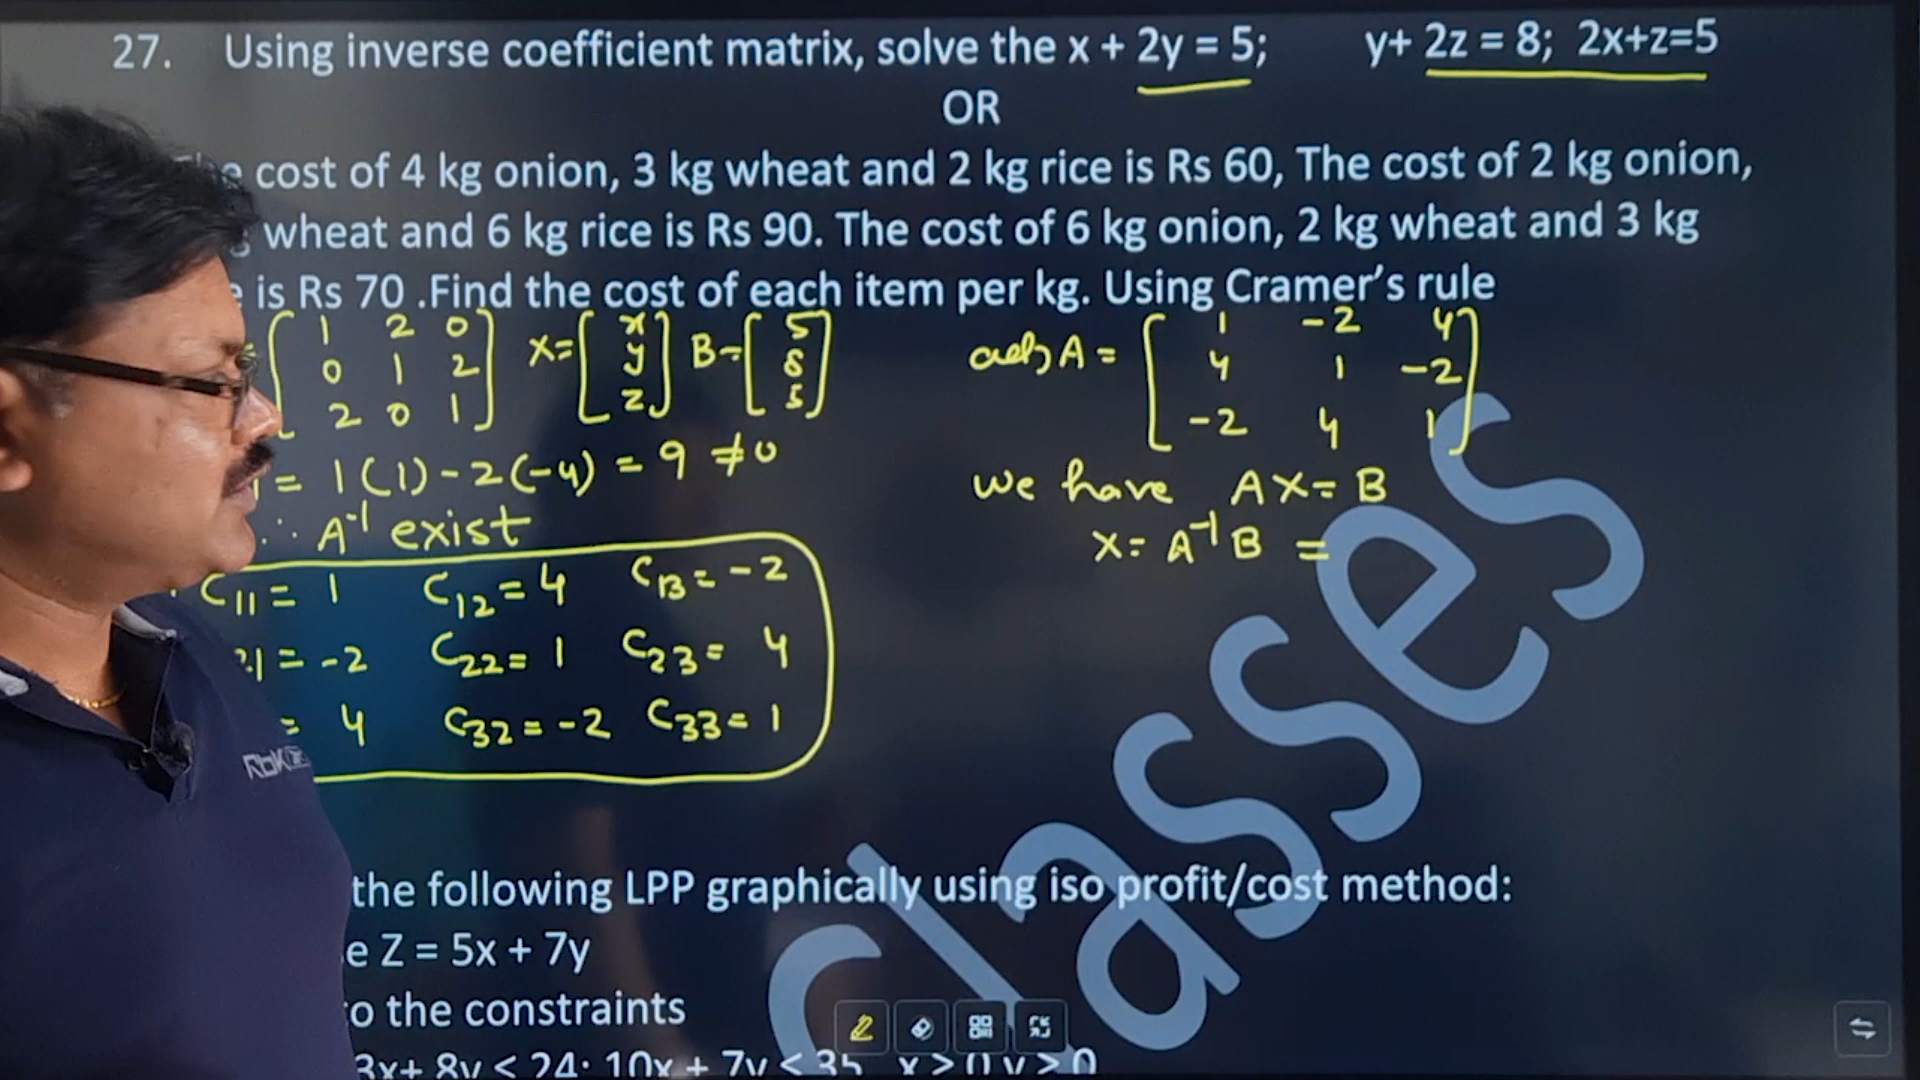 27. Using inverse coefficient matrix, solve the x + 2y = 5; y+ 2z = 8; 2x+z=5
OR
cost of 4 kg onion, 3 kg wheat and 2 kg rice is Rs 60, The cost of 2 kg onion,
wheat and 6 kg rice is Rs 90. The cost of 6 kg onion, 2 kg wheat and 3 kg
is Rs 70 .Find the cost of each item per kg. Using Cramer's rule
1 2 0
0 1 2
2 0 1
X= [x y z] B= [5 8 5]
= 1(1)-2(-4) = 9 ≠0
∴ A⁻¹ exist
C11 = 1 C12 = 4 C13 = -2
21 = -2 C22 = 1 C23 = 4
= 4 C32 = -2 C33 = 1
adj A =
1 -2 4
4 1 -2
-2 4 1
we have AX = B
X = A⁻¹B =
the following LPP graphically using iso profit/cost method:
e Z = 5x + 7y
o the constraints
classes